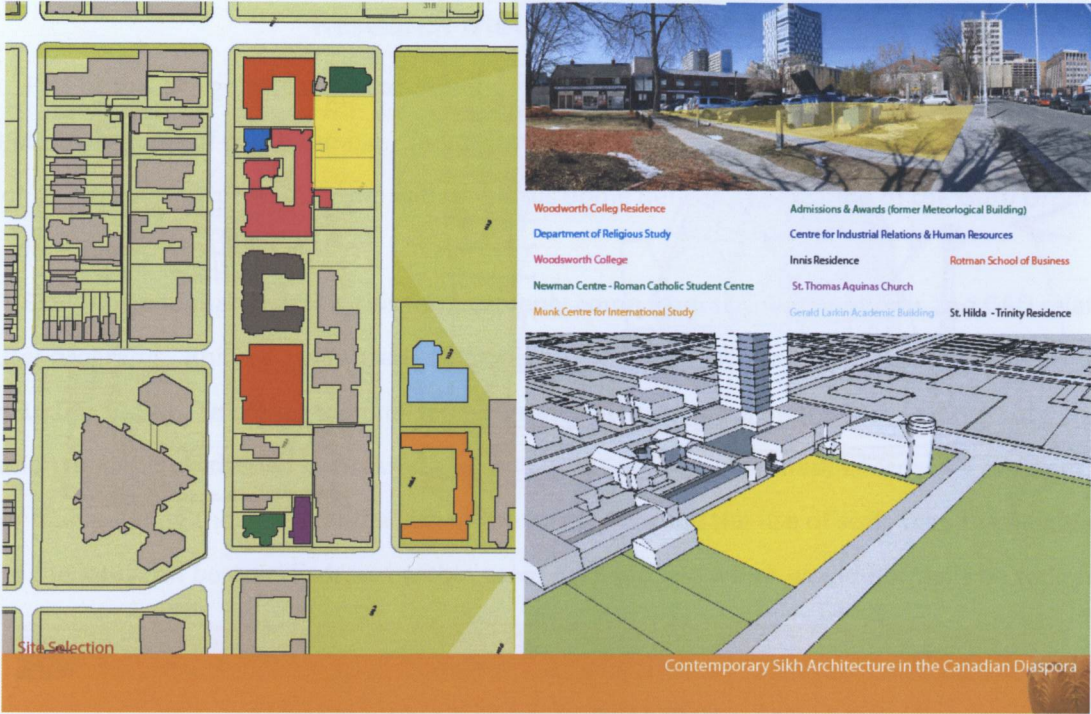 318
Woodworth Colleg Residence
Admissions & Awards (former Meteorlogical Building)
Department of Religious Study
Centre for Industrial Relations & Human Resources
Woodsworth College
Innis Residence
Rotman School of Business
Newman Centre - Roman Catholic Student Centre
St. Thomas Aquinas Church
Munk Centre for International Study
Gerald Larkin Academic Building
St. Hilda - Trinity Residence
Site Selection
Contemporary Sikh Architecture in the Canadian Diaspora